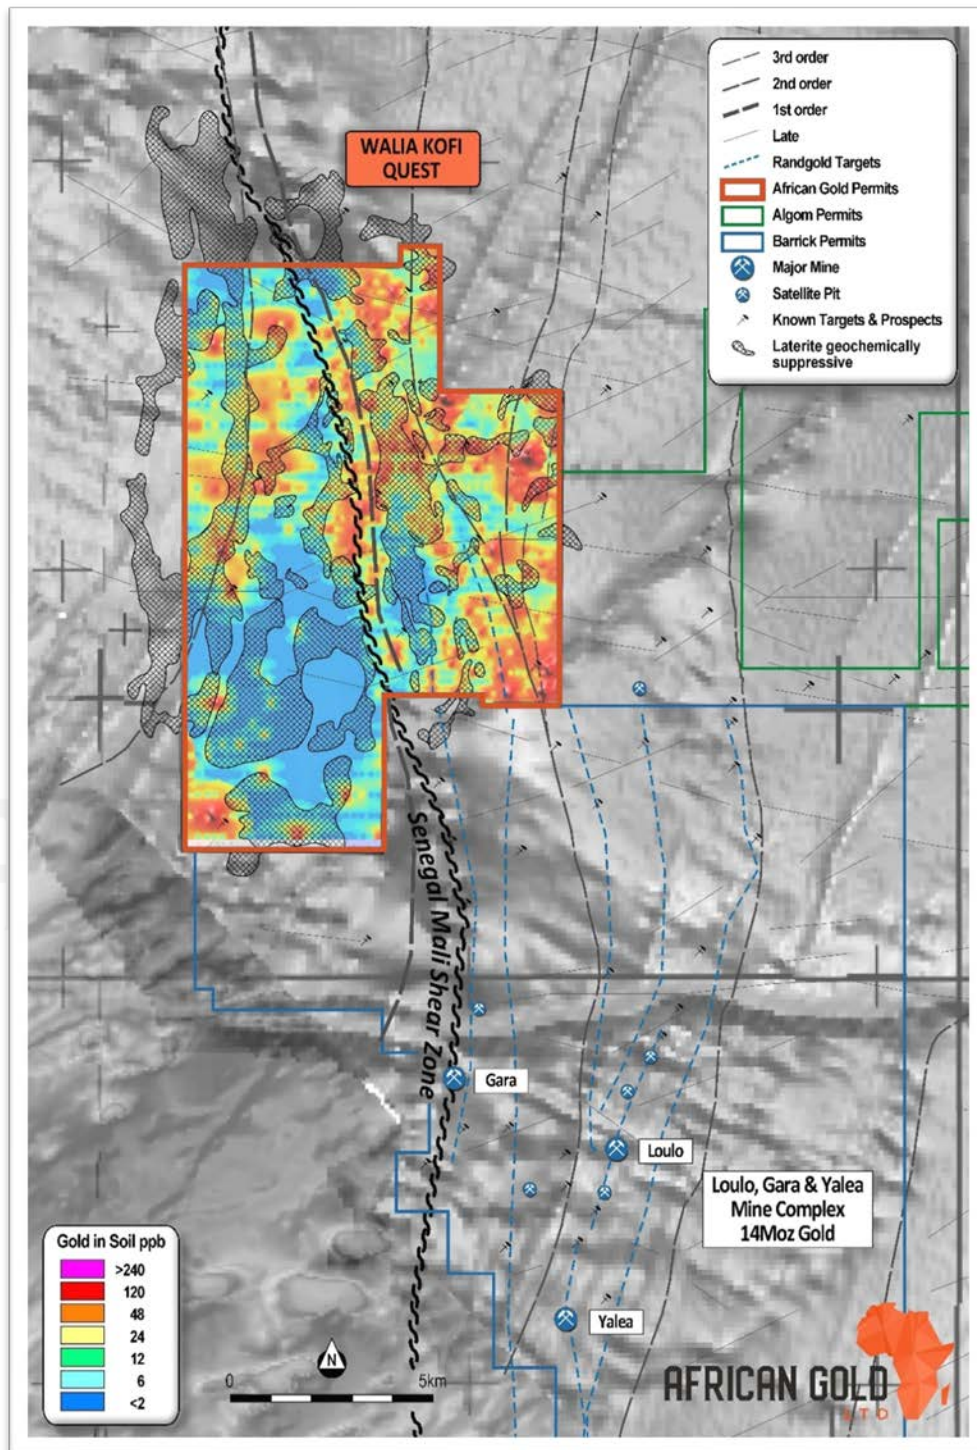 3rd order
2nd order
1st order
Late
Randgold Targets
African Gold Permits
Algom Permits
Barrick Permits
Major Mine
Satellite Pit
Known Targets & Prospects
Laterite geochemically
suppressive
WALIA KOFI
QUEST
Senegal Mali Shear Zone
Gara
Loulo
Loulo, Gara & Yalea
Mine Complex
14Moz Gold
Yalea
Gold in Soil ppb
>240
120
48
24
12
6
<2
N
0
5km
AFRICAN GOLD
LTD